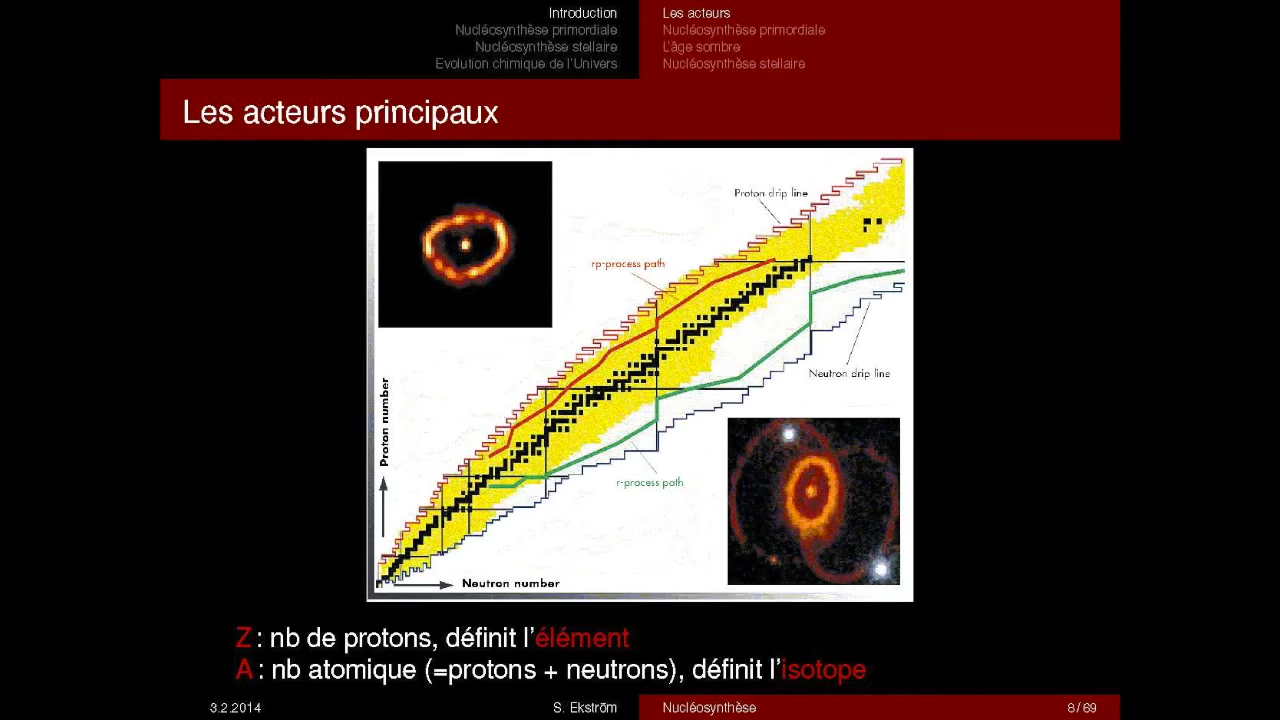 Introduction
Nucléosynthèse primordiale
Nucléosynthèse stellaire
Evolution chimique de l'Univers
Les acteurs
Nucléosynthèse primordiale
L'âge sombre
Nucléosynthèse stellaire
Les acteurs principaux
Proton drip line
rp-process path
Neutron drip line
Proton number
r-process path
Neutron number
Z : nb de protons, définit l'élément
A : nb atomique (=protons + neutrons), définit l'isotope
3.2.2014
S. Ekström
Nucléosynthèse
8 / 69